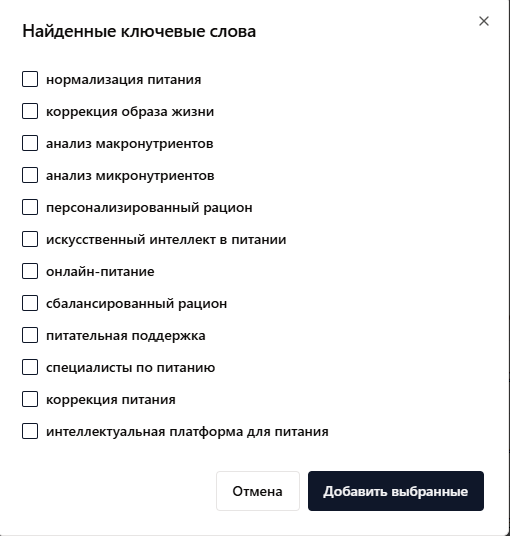 Найденные ключевые слова
нормализация питания
коррекция образа жизни
анализ макронутриентов
анализ микронутриентов
персонализированный рацион
искусственный интеллект в питании
онлайн-питание
сбалансированный рацион
питательная поддержка
специалисты по питанию
коррекция питания
интеллектуальная платформа для питания
Отмена
Добавить выбранные